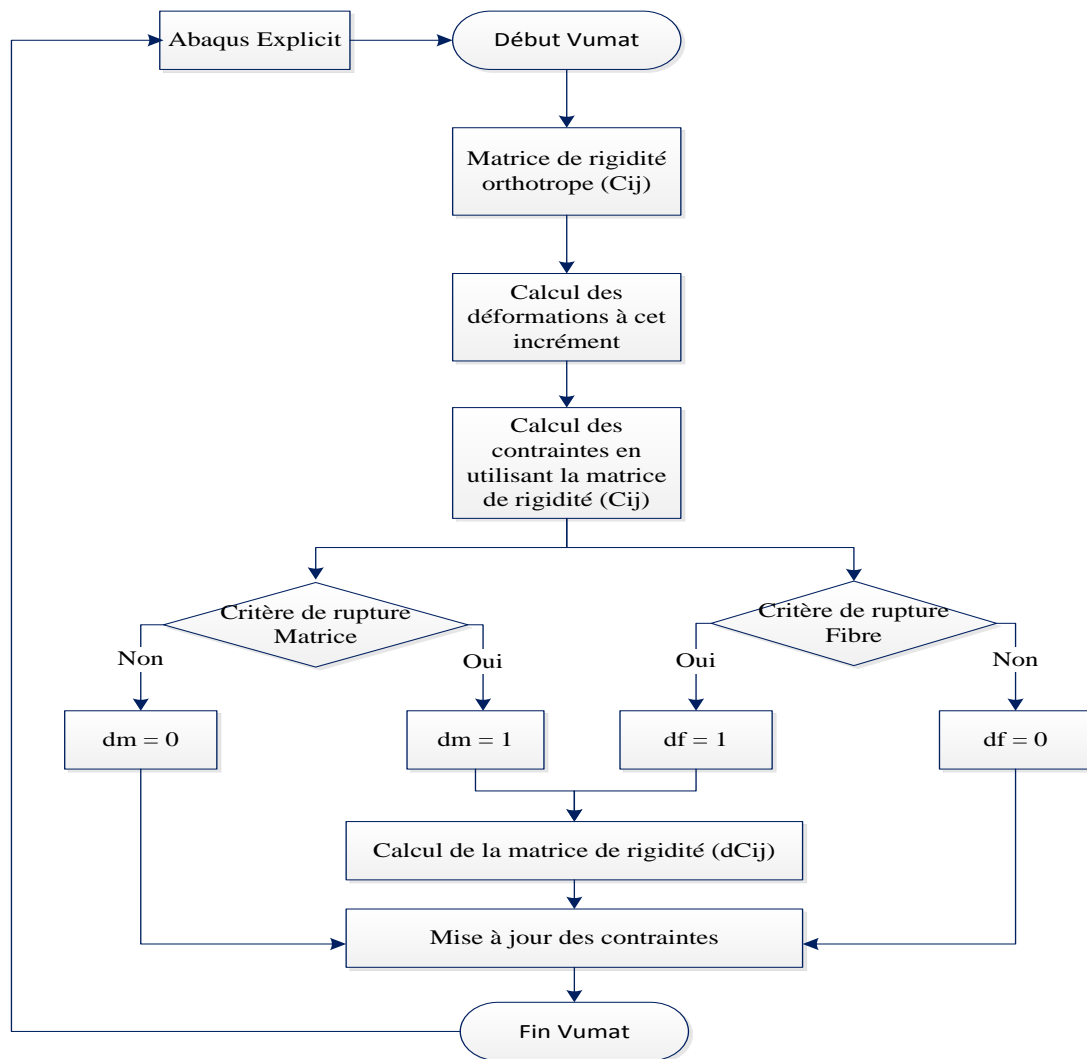 Abaqus Explicit
Début Vumat
Matrice de rigidité
orthotrope (Cij)
Calcul des
déformations à cet
incrément
Calcul des
contraintes en
utilisant la matrice
de rigidité (Cij)
Critère de rupture
Matrice
Critère de rupture
Fibre
Non
Oui
Oui
Non
dm = 0
dm = 1
df = 1
df = 0
Calcul de la matrice de rigidité (dCij)
Mise à jour des contraintes
Fin Vumat